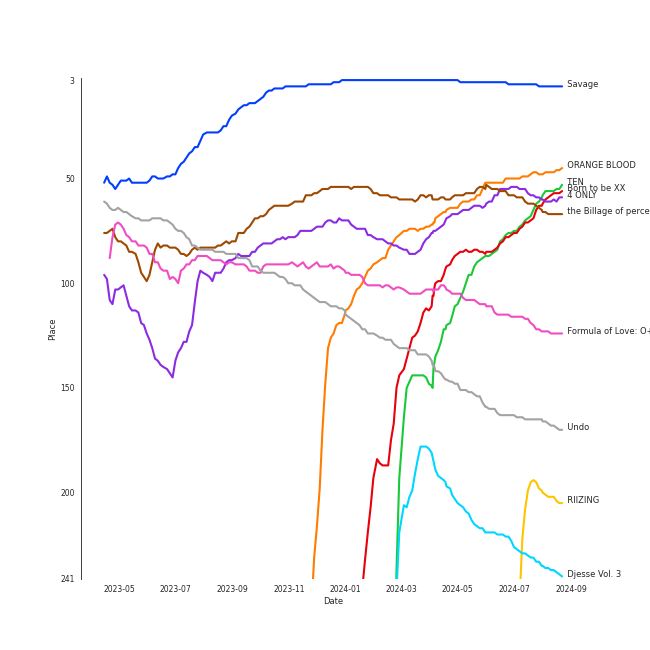 3
50
100
150
200
241
Place
2023-05
2023-07
2023-09
2023-11
2024-01
2024-03
2024-05
2024-07
2024-09
Date
Savage
ORANGE BLOOD
TEN
Born to be XX
4 ONLY
the Billage of perce
Formula of Love: O+
Undo
RIIZING
Djesse Vol. 3